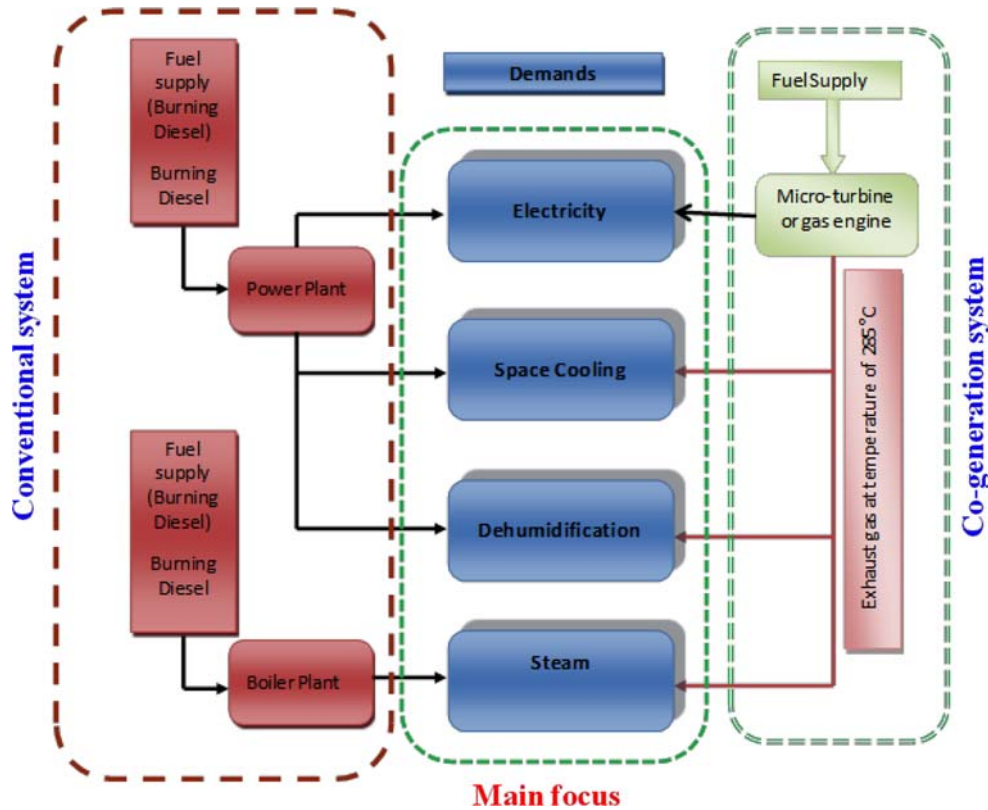 Conventional system
Fuel
supply
(Burning
Diesel)
Burning
Diesel
Power Plant
Fuel
supply
(Burning
Diesel)
Burning
Diesel
Boiler Plant
Demands
Electricity
Space Cooling
Dehumidification
Steam
Main focus
Fuel Supply
Micro-turbine
or gas engine
Exhaust gas at temperature of 285°C
Co-generation system